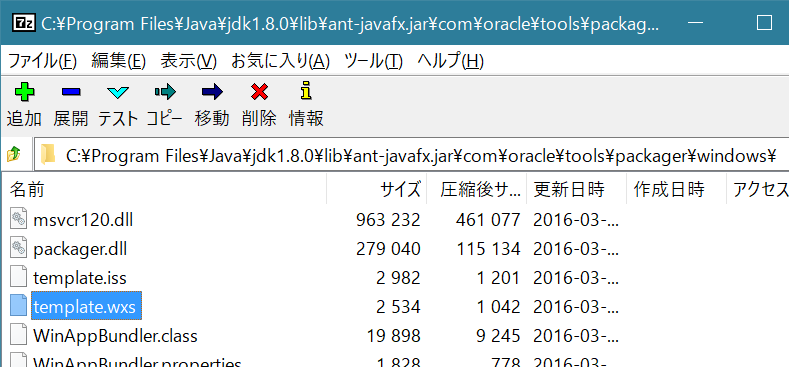 C:¥Program Files¥Java¥jdk1.8.0¥lib¥ant-javafx.jar¥com¥oracle¥tools¥packag...
ファイル(F) 編集(E) 表示(V) お気に入り(A) ツール(T) ヘルプ(H)
追加 展開 テスト コピー 移動 削除 情報
C:¥Program Files¥Java¥jdk1.8.0¥lib¥ant-javafx.jar¥com¥oracle¥tools¥packager¥windows¥
名前 サイズ 圧縮後サ... 更新日時 作成日時 アクセス
msvcr120.dll 963 232 461 077 2016-03-...
packager.dll 279 040 115 134 2016-03-...
template.iss 2 982 1 201 2016-03-...
template.wxs 2 534 1 042 2016-03-...
WinAppBundler.class 19 898 9 245 2016-03-...
WinAppBundler.properties 1 828 778 2016-03-...